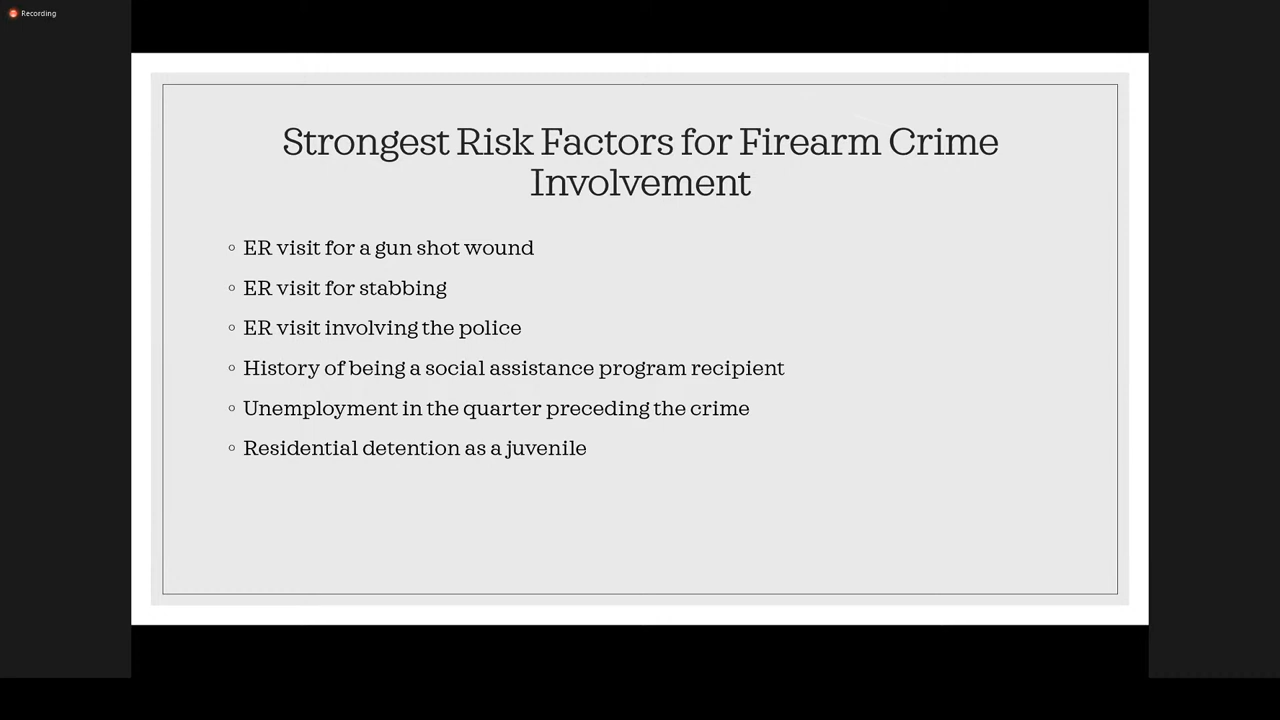 Recording
Strongest Risk Factors for Firearm Crime
Involvement
◦ ER visit for a gun shot wound
◦ ER visit for stabbing
◦ ER visit involving the police
◦ History of being a social assistance program recipient
◦ Unemployment in the quarter preceding the crime
◦ Residential detention as a juvenile